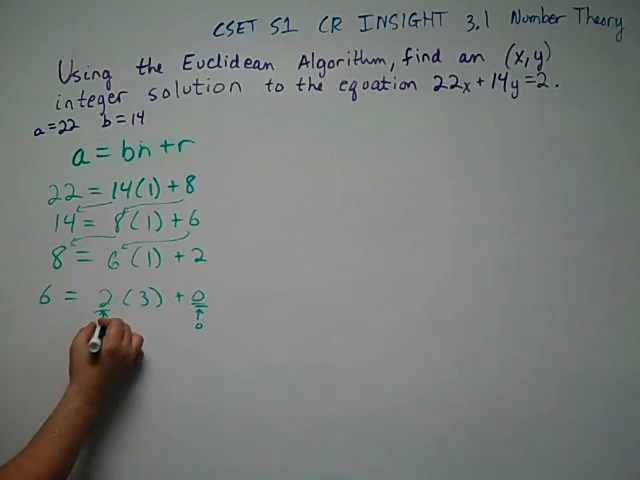 CSET S1 CR INSIGHT 3.1 Number Theory
Using the Euclidean Algorithm, find an (x,y)
integer solution to the equation 22x+14y=2.
a=22 b=14
a = bn+r
22 = 14(1)+8
14 = 8(1)+6
8 = 6(1)+2
6 = 2(3)+0
0